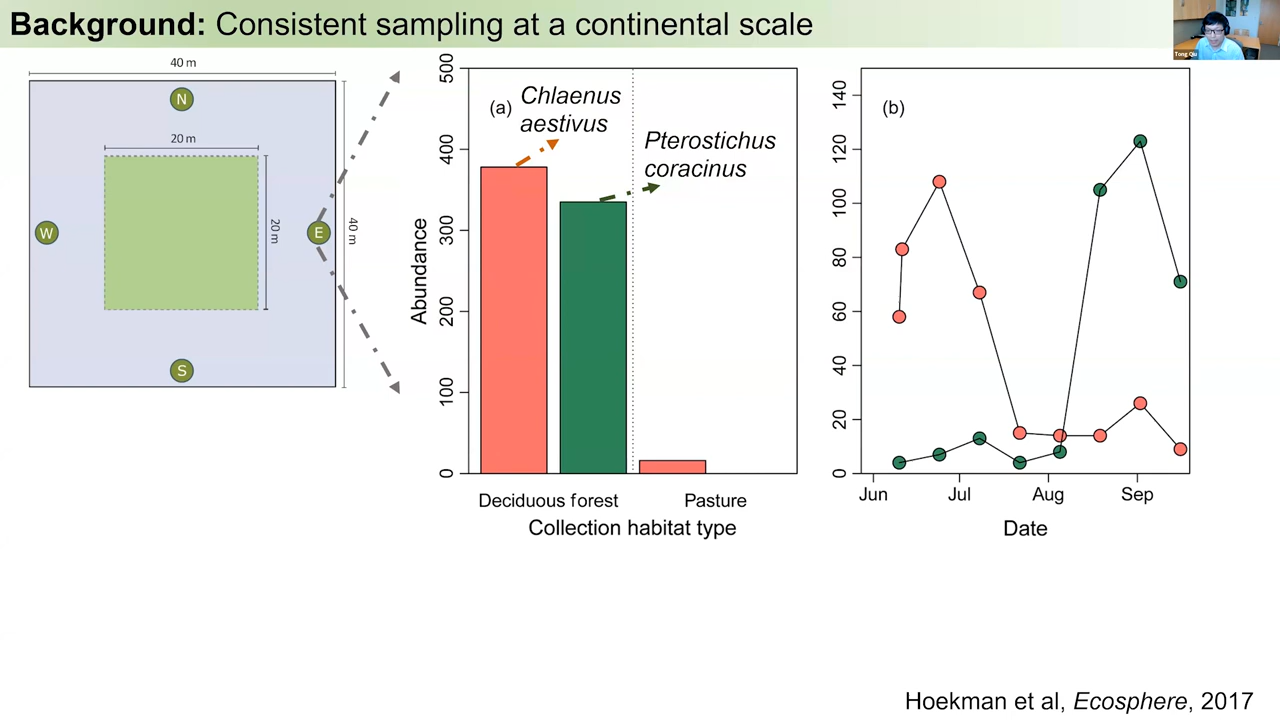 Background: Consistent sampling at a continental scale
Tong Qiu
40 m
N
20 m
20 m
40 m
W
E
S
500
400
300
200
100
0
Abundance
(a)
Chlaenus
aestivus
Pterostichus
coracinus
Deciduous forest
Pasture
Collection habitat type
140
120
100
80
60
40
20
0
(b)
Jun
Jul
Aug
Sep
Date
Hoekman et al, Ecosphere, 2017